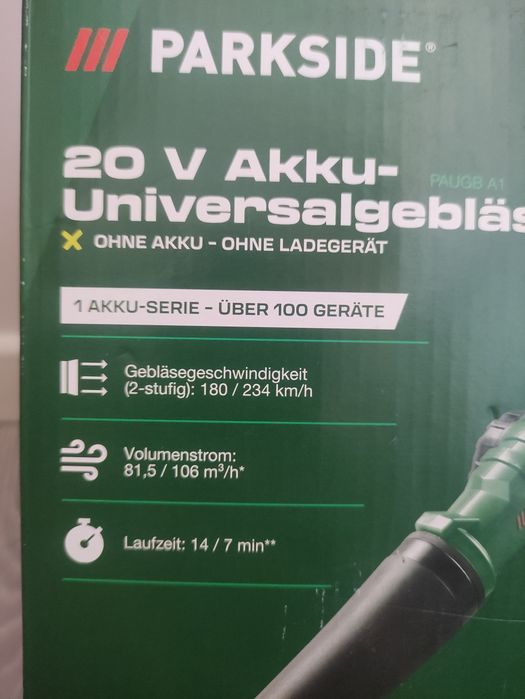 PARKSIDE®
20 V Akku-
PAUGB A1
Universalgebläs
OHNE AKKU – OHNE LADEGERÄT
1 AKKU-SERIE – ÜBER 100 GERÄTE
Gebläsegeschwindigkeit
(2-stufig): 180 / 234 km/h
Volumenstrom:
81,5 / 106 m³/h*
Laufzeit: 14 / 7 min**